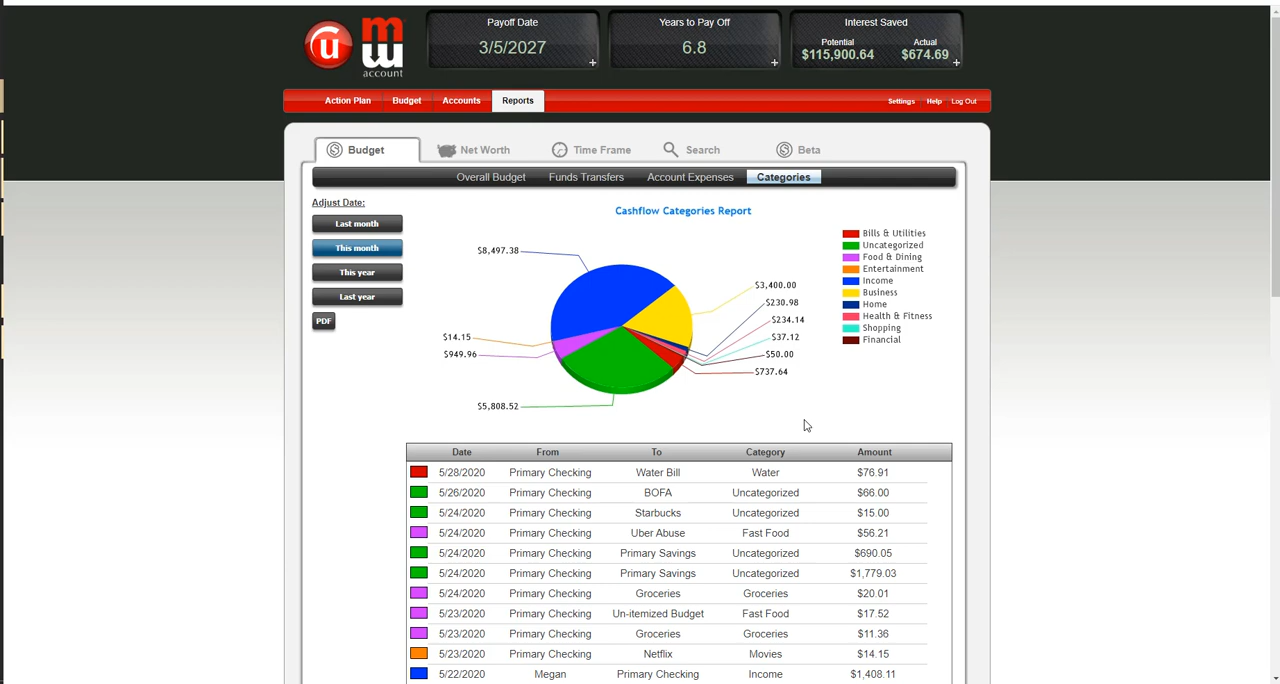 Payoff Date
3/5/2027
+
Years to Pay Off
6.8
+
Interest Saved
Potential Actual
$115,900.64 $674.69
+
u
mw
account
Action Plan Budget Accounts Reports Settings Help Log Out
Budget Net Worth Time Frame Search Beta
Overall Budget Funds Transfers Account Expenses Categories
Adjust Date:
Last month
This month
This year
Last year
PDF
Cashflow Categories Report
$8,497.38
$14.15
$949.96
$5,808.52
$3,400.00
$230.98
$234.14
$37.12
$50.00
$737.64
Bills & Utilities
Uncategorized
Food & Dining
Entertainment
Income
Business
Home
Health & Fitness
Shopping
Financial
Date From To Category Amount
5/28/2020 Primary Checking Water Bill Water $76.91
5/26/2020 Primary Checking BOFA Uncategorized $66.00
5/24/2020 Primary Checking Starbucks Uncategorized $15.00
5/24/2020 Primary Checking Uber Abuse Fast Food $56.21
5/24/2020 Primary Checking Primary Savings Uncategorized $690.05
5/24/2020 Primary Checking Primary Savings Uncategorized $1,779.03
5/24/2020 Primary Checking Groceries Groceries $20.01
5/23/2020 Primary Checking Un-itemized Budget Fast Food $17.52
5/23/2020 Primary Checking Groceries Groceries $11.36
5/23/2020 Primary Checking Netflix Movies $14.15
5/22/2020 Megan Primary Checking Income $1,408.11